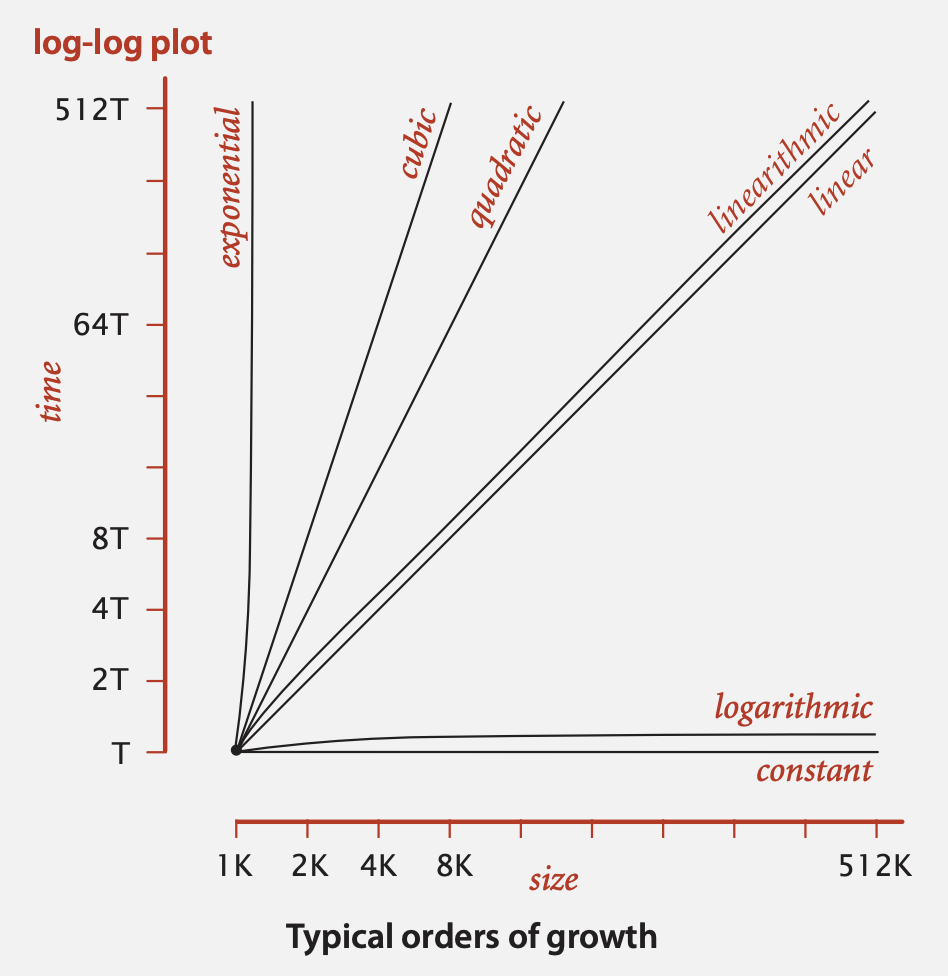 log-log plot
512T
64T
8T
4T
2T
T
time
exponential
cubic
quadratic
linearithmic
linear
logarithmic
constant
1K 2K 4K 8K 512K
size
Typical orders of growth